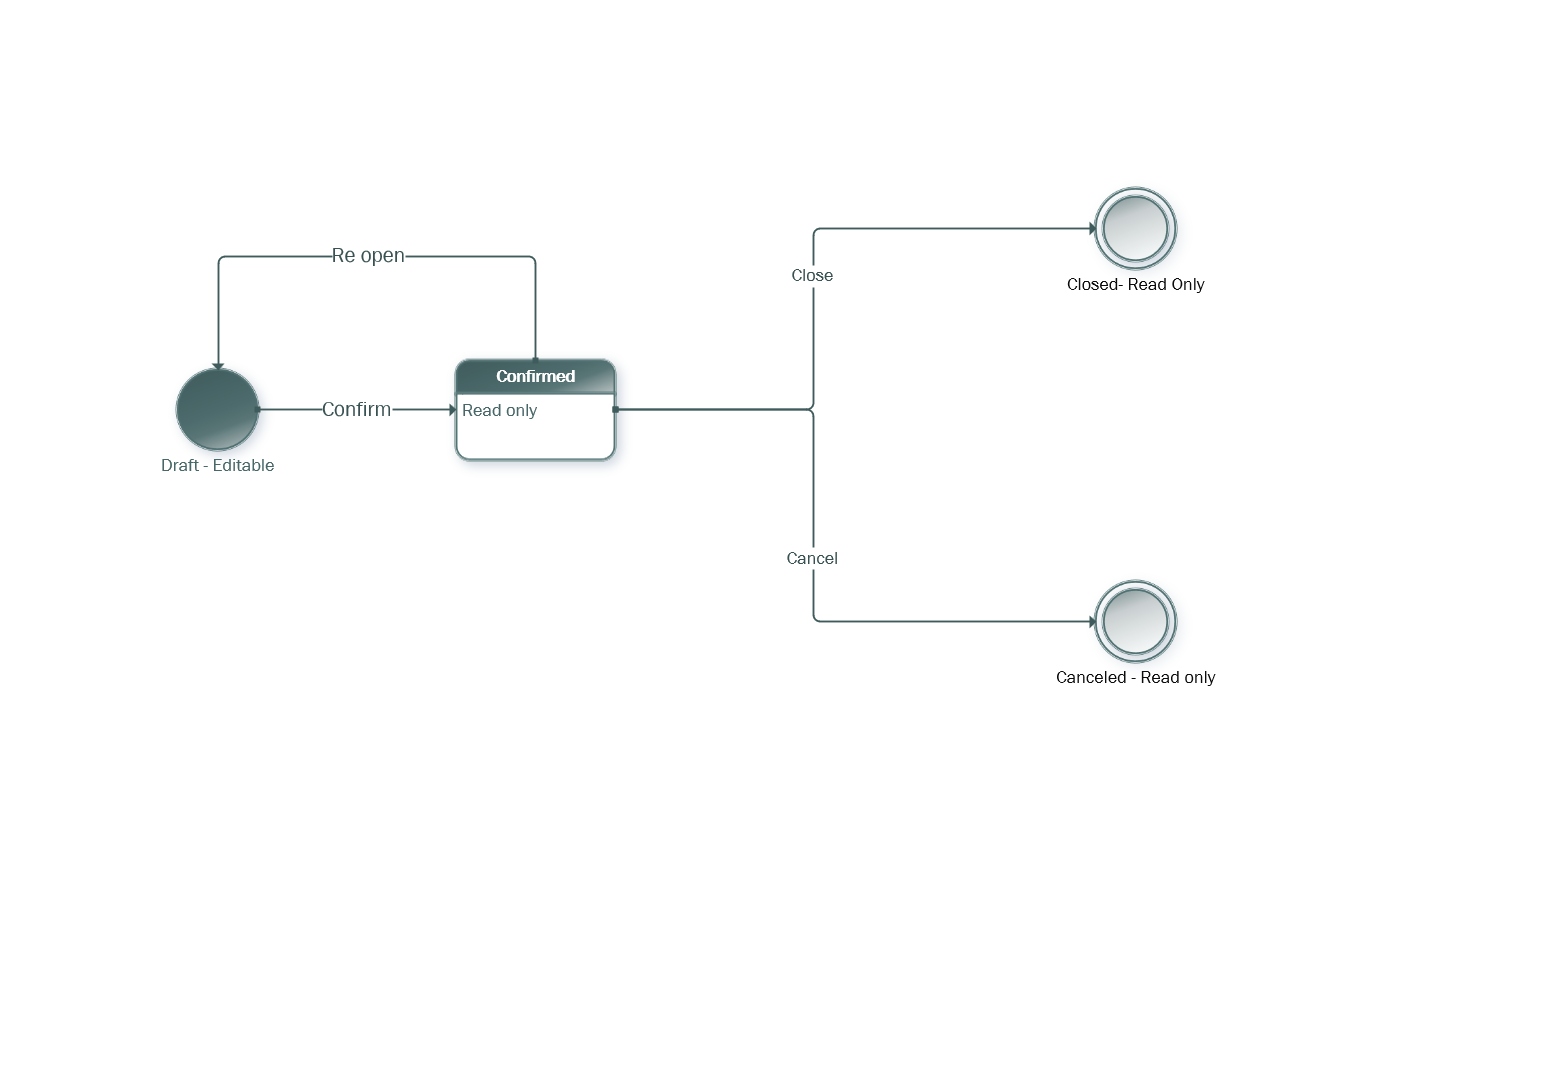 Re open
Close
Closed- Read Only
Confirmed
Confirm
Read only
Draft - Editable
Cancel
Canceled - Read only